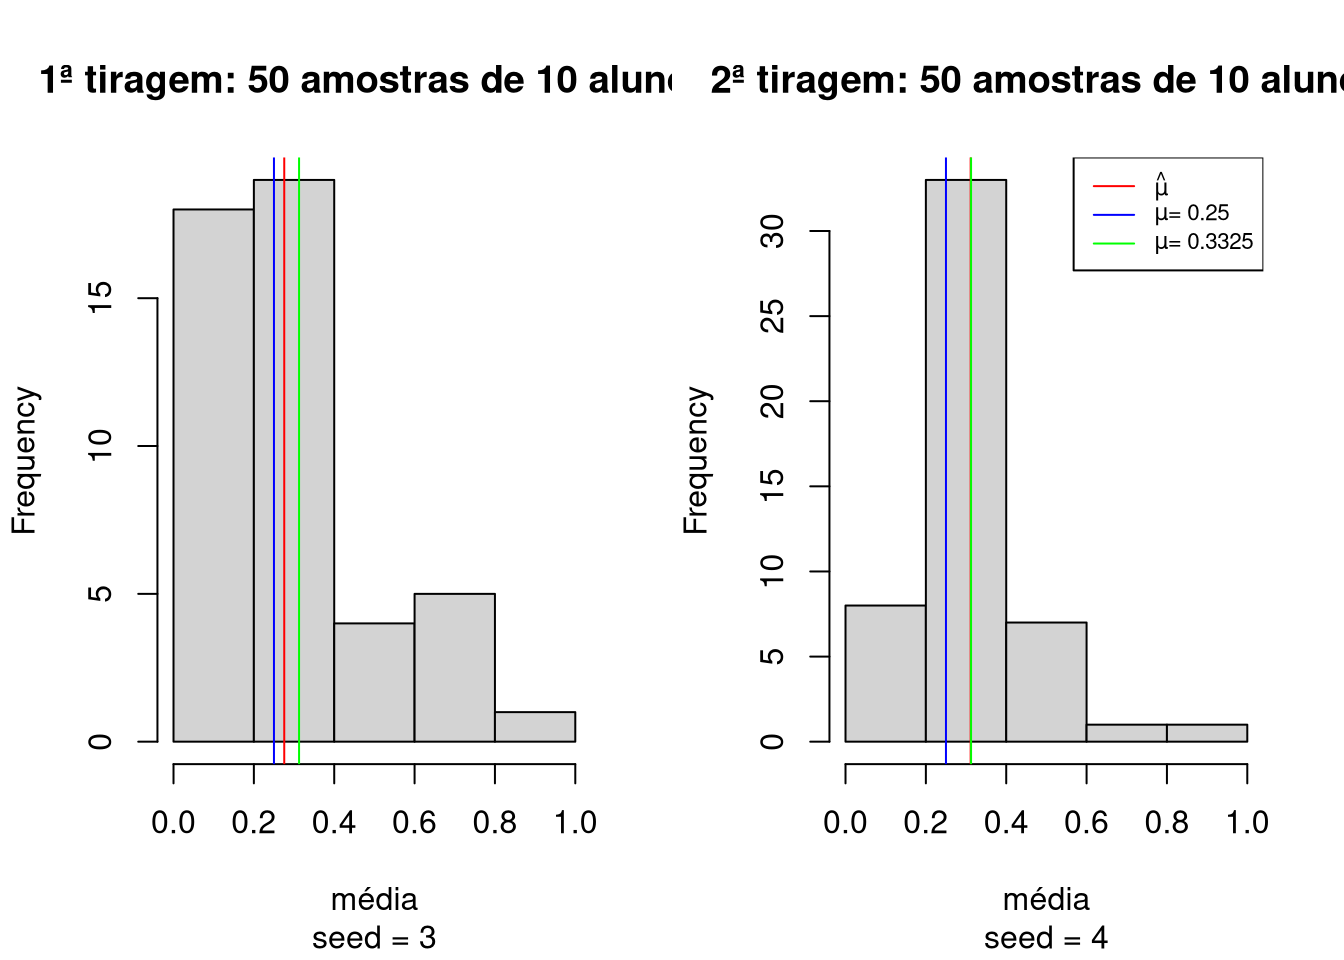 1ª tiragem: 50 amostras de 10
Frequency
15
10
5
0
0.0 0.2 0.4 0.6 0.8 1.0
média
seed = 3
2ª tiragem: 50 amostras de 10
μ̂
μ= 0.25
μ= 0.3325
Frequency
30
25
20
15
10
5
0
0.0 0.2 0.4 0.6 0.8 1.0
média
seed = 4